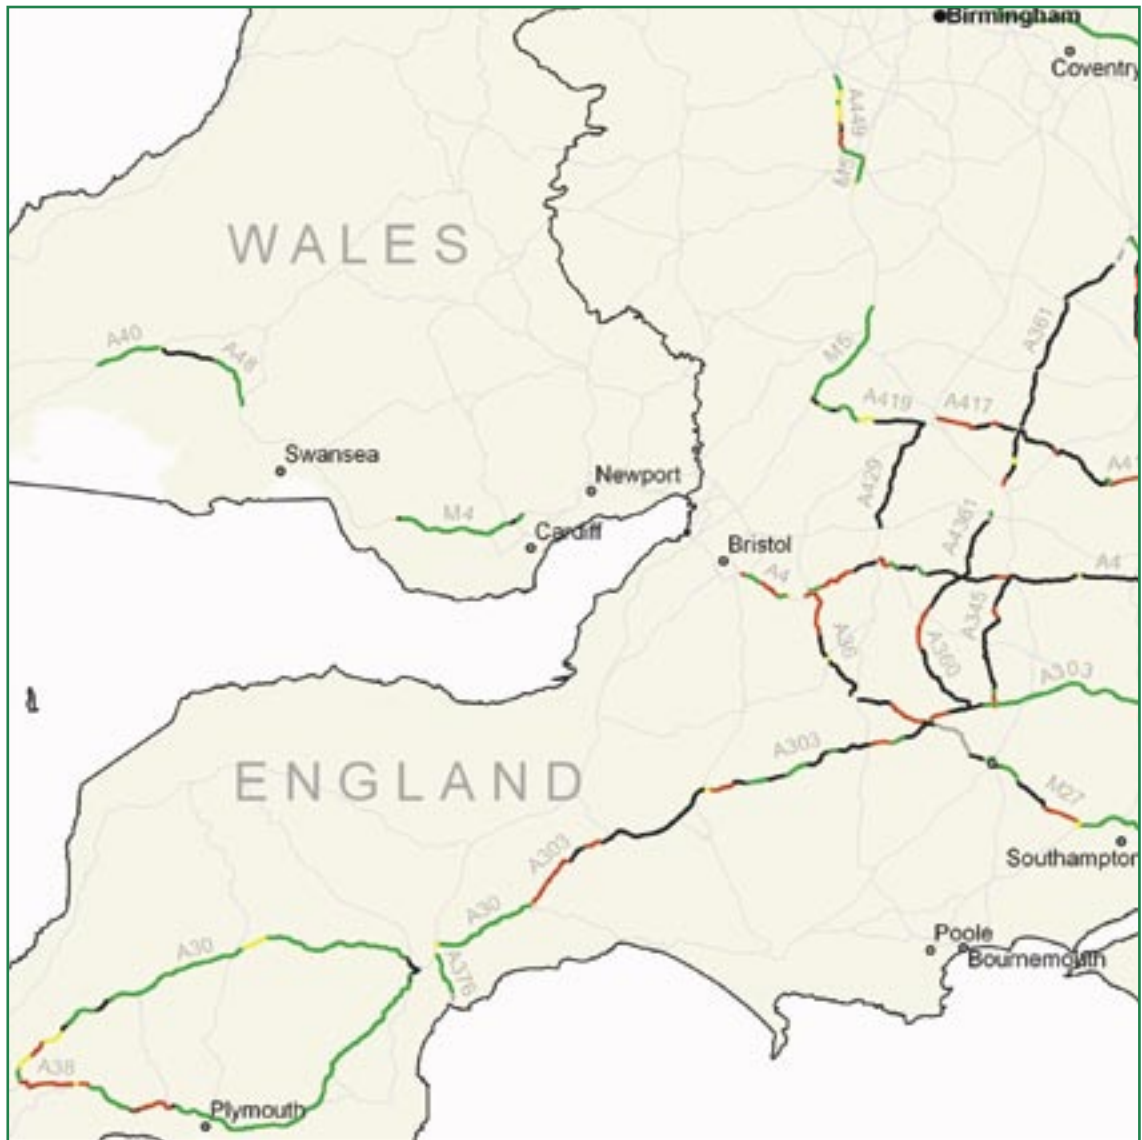 Birmingham
Coventry
A449
M5
WALES
A361
A40
A48
M5
A419
A417
Swansea
Newport
A429
M4
Cardiff
A4361
Bristol
A4
A4
A345
A36
A360
A303
ENGLAND
A303
M27
A303
Southampton
A30
A30
Poole
A376
Bournemouth
A38
Plymouth